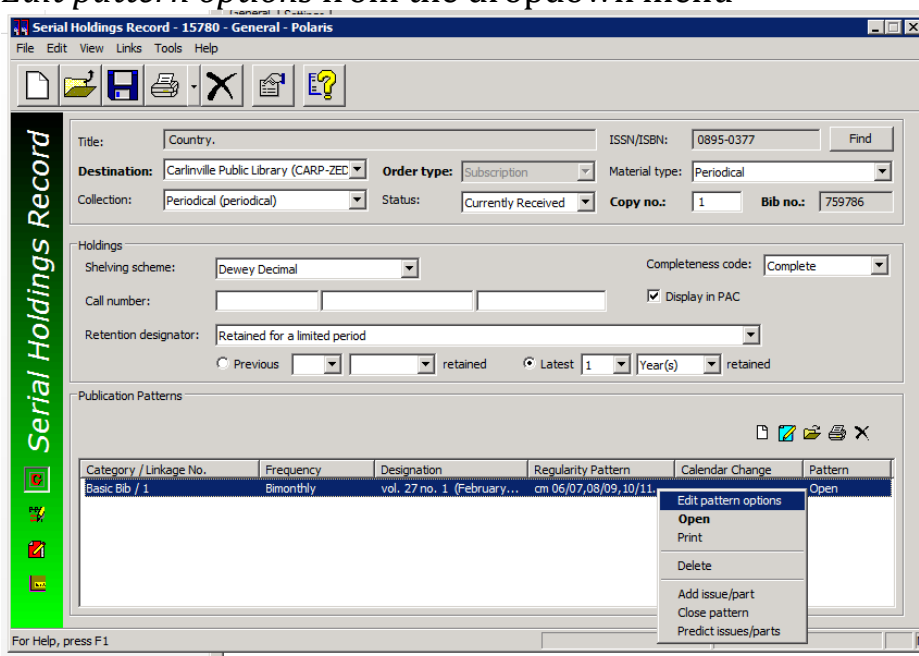 Edit pattern options from the dropdown menu
General Settings
Serial Holdings Record - 15780 - General - Polaris
File Edit View Links Tools Help
Serial Holdings Record
Title: Country. ISSN/ISBN: 0895-0377 Find
Destination: Carlinville Public Library (CARP-ZED Order type: Subscription Material type: Periodical
Collection: Periodical (periodical) Status: Currently Received Copy no.: 1 Bib no.: 759786
Holdings
Shelving scheme: Dewey Decimal Completeness code: Complete
Call number: Display in PAC
Retention designator: Retained for a limited period
Previous retained Latest 1 Year(s) retained
Publication Patterns
Category / Linkage No. Frequency Designation Regularity Pattern Calendar Change Pattern
Basic Bib / 1 Bimonthly vol. 27 no. 1 (February... cm 06/07,08/09,10/11. Open
Edit pattern options
Open
Print
Delete
Add issue/part
Close pattern
Predict issues/parts
For Help, press F1